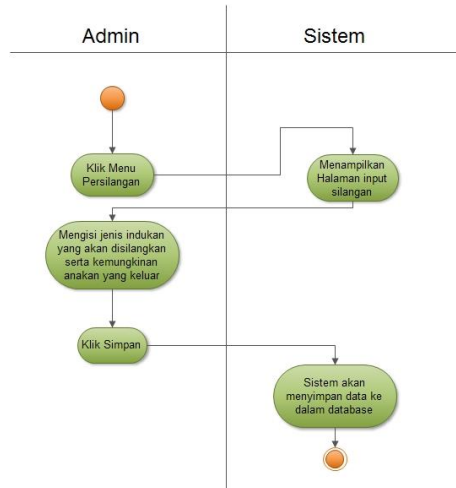 Admin
Sistem
Klik Menu
Persilangan
Menampilkan
Halaman input
silangan
Mengisi jenis indukan
yang akan disilangkan
serta kemungkinan
anakan yang keluar
Klik Simpan
Sistem akan
menyimpan data ke
dalam database